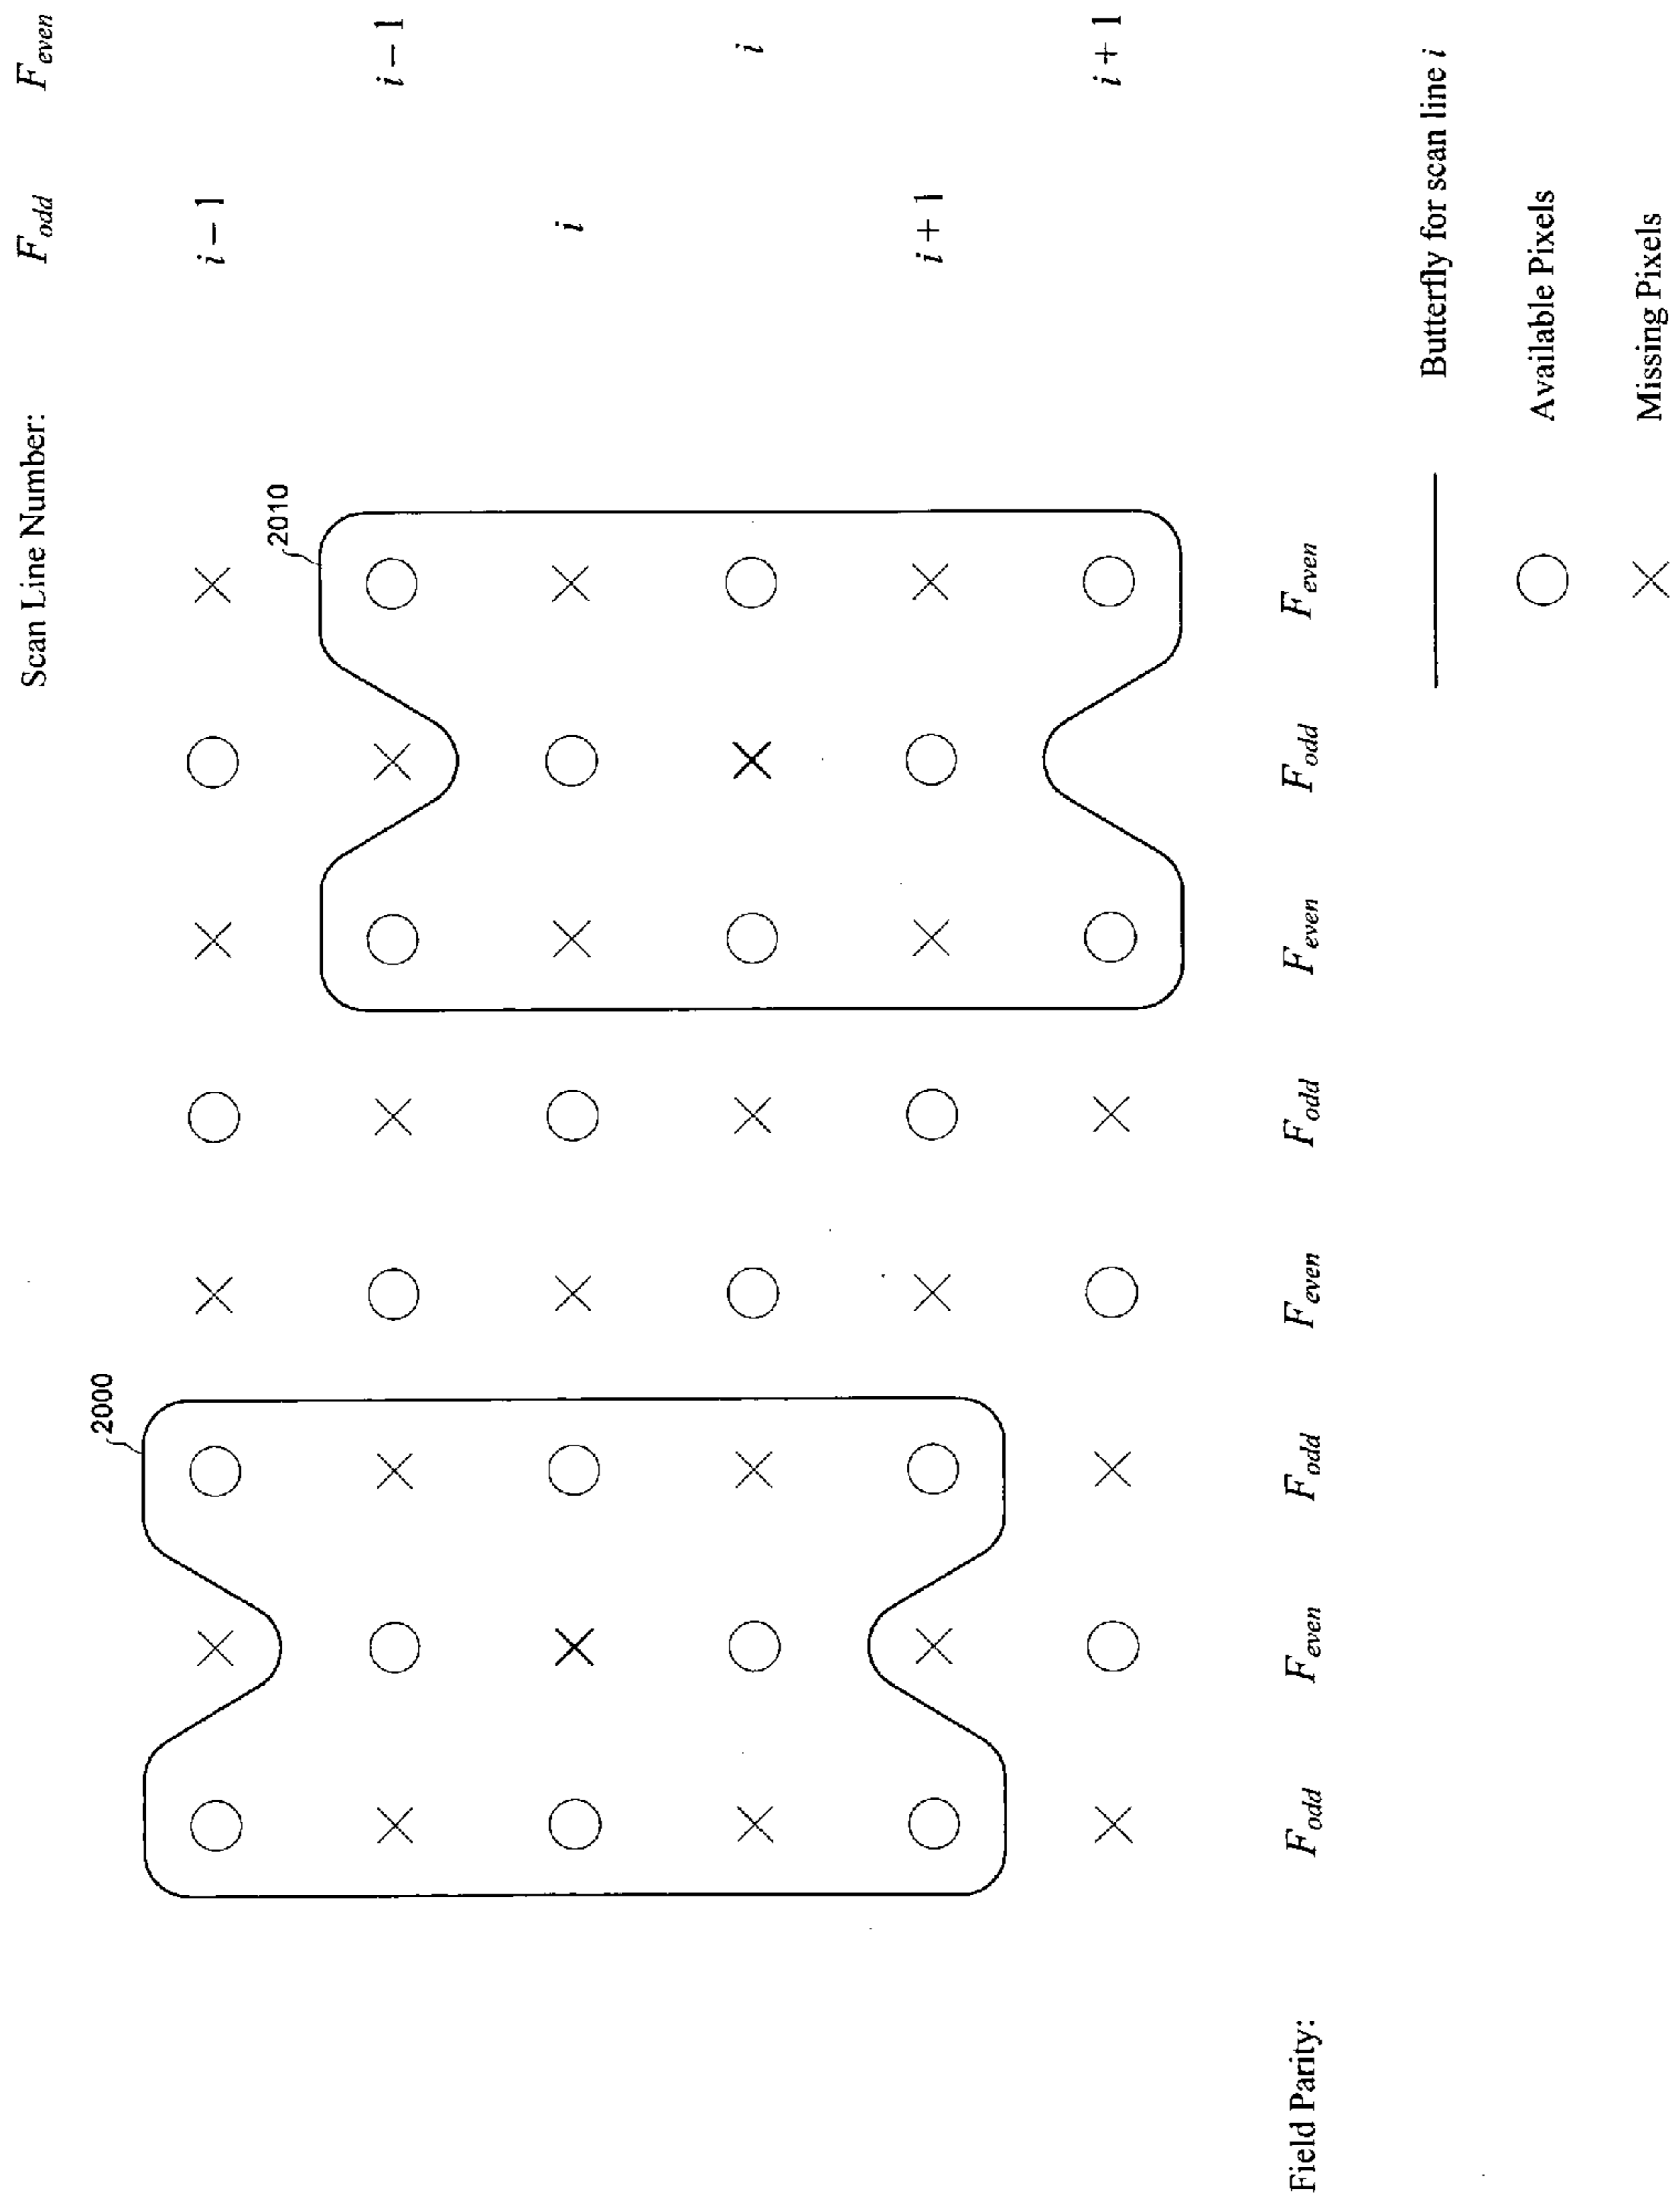 Scan Line Number: F_odd F_even
2000
i − 1
2010
i − 1
i
i
i + 1
i + 1
Field Parity: F_odd F_even F_odd F_even F_odd F_even F_odd F_even
Butterfly for scan line i
Available Pixels
Missing Pixels